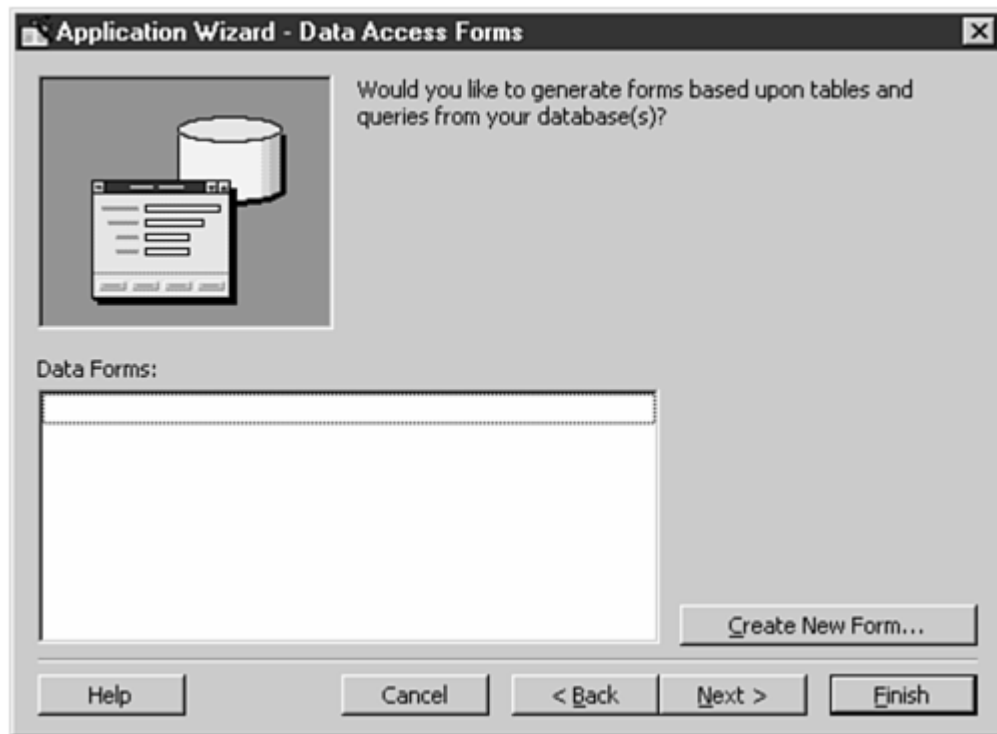 Application Wizard - Data Access Forms
Would you like to generate forms based upon tables and
queries from your database(s)?
Data Forms:
Create New Form...
Help
Cancel
< Back
Next >
Finish